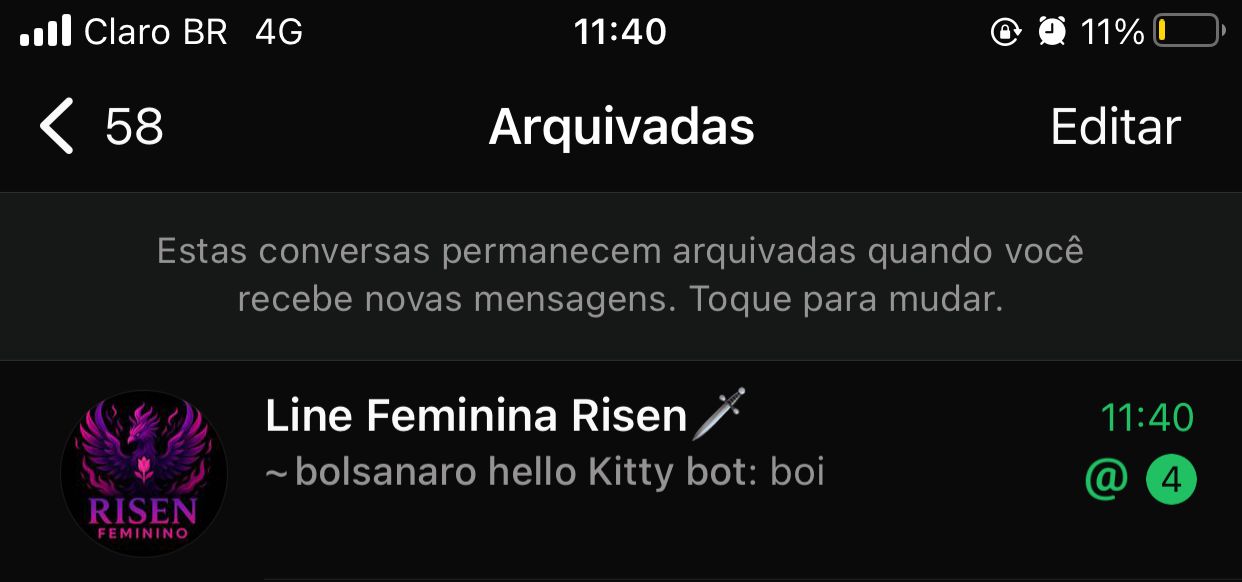 Claro BR 4G 11:40 11%
58 Arquivadas Editar
Estas conversas permanecem arquivadas quando você
recebe novas mensagens. Toque para mudar.
Line Feminina Risen🗡️ 11:40
~ bolsanaro hello Kitty bot: boi @ 4
RISEN
FEMININO